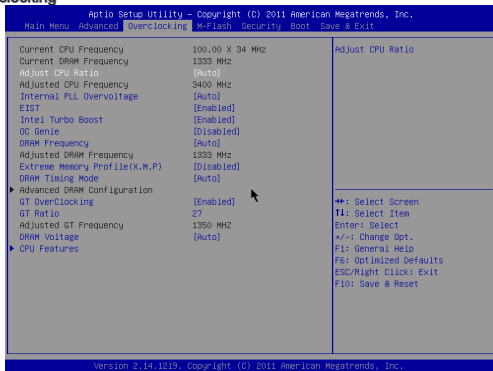 clocking
Aptio Setup Utility – Copyright (C) 2011 American Megatrends, Inc.
Main Menu Advanced Overclocking M-Flash Security Boot Save & Exit
Current CPU Frequency 100.00 X 34 MHz
Current DRAM Frequency 1333 MHz
Adjust CPU Ratio [Auto]
Adjusted CPU Frequency 3400 MHZ
Internal PLL Overvoltage [Auto]
EIST [Enabled]
Intel Turbo Boost [Enabled]
OC Genie [Disabled]
DRAM Frequency [Auto]
Adjusted DRAM Frequency 1333 MHZ
Extreme Memory Profile(X.M.P) [Disabled]
DRAM Timing Mode [Auto]
Advanced DRAM Configuration
GT OverClocking [Enabled]
GT Ratio 27
Adjusted GT Frequency 1350 MHZ
DRAM Voltage [Auto]
CPU Features
Adjust CPU Ratio
→←: Select Screen
↑↓: Select Item
Enter: Select
+/-: Change Opt.
F1: General Help
F6: Optimized Defaults
ESC/Right Click: Exit
F10: Save & Reset
Version 2.14.1219. Copyright (C) 2011 American Megatrends, Inc.